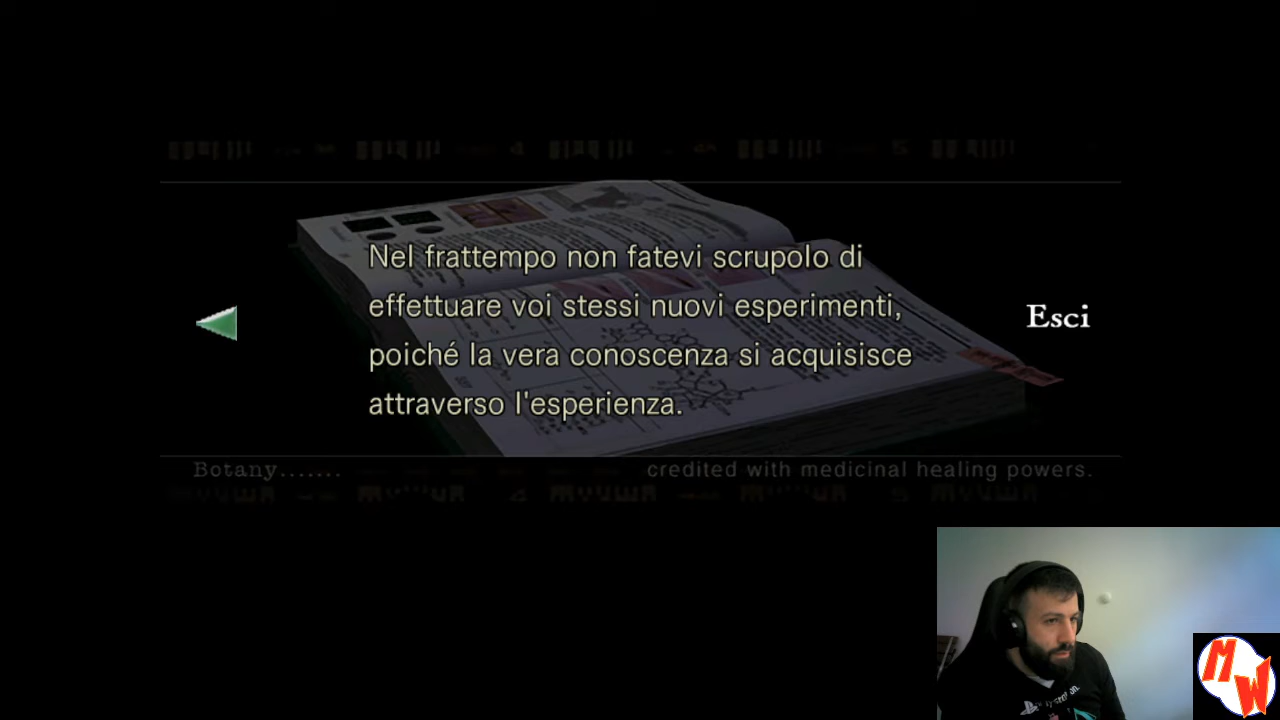 Nel frattempo non fatevi scrupolo di
effettuare voi stessi nuovi esperimenti,
poiché la vera conoscenza si acquisisce
attraverso l'esperienza.
Esci
Botany....... credited with medicinal healing powers.
MW